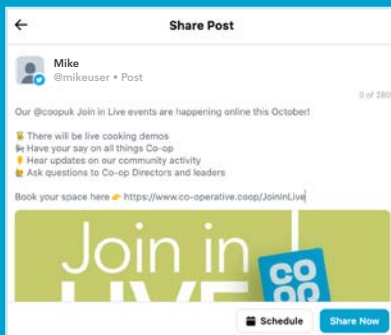 Share Post
Mike
@mikeuser • Post
0 of 280
Our @coopuk Join in Live events are happening online this October!
There will be live cooking demos
Have your say on all things Co-op
Hear updates on our community activity
Ask questions to Co-op Directors and leaders
Book your space here 👉 https://www.co-operative.coop/JoinInLive
Join in
LIVE
CO
OP
Schedule
Share Now